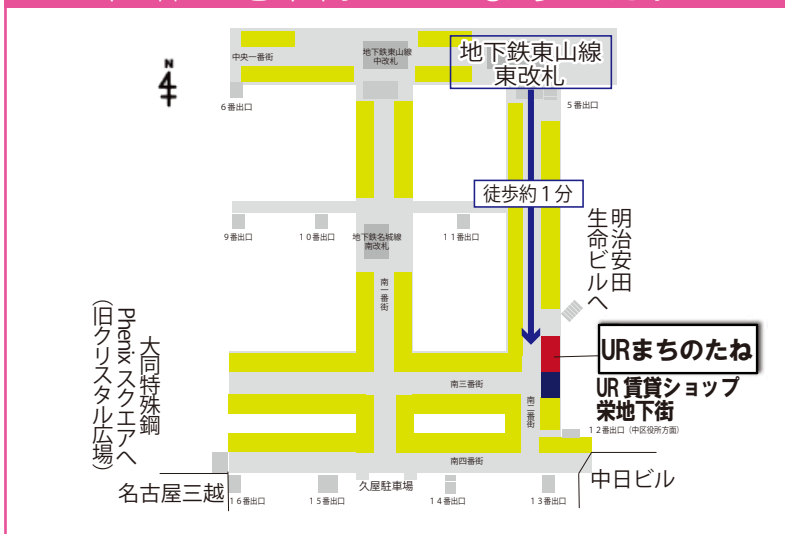 中央一番街
地下鉄東山線
中改札
地下鉄東山線
東改札
N
6番出口
5番出口
徒歩約1分
9番出口
10番出口
地下鉄名城線
南改札
11番出口
明治安田
生命ビルへ
南一番街
大同特殊鋼
Phenixスクエアへ
(旧クリスタル広場)
URまちのたね
UR賃貸ショップ
栄地下街
南三番街
南二番街
12番出口(中区役所方面)
南四番街
名古屋三越
中日ビル
久屋駐車場
16番出口
15番出口
14番出口
13番出口